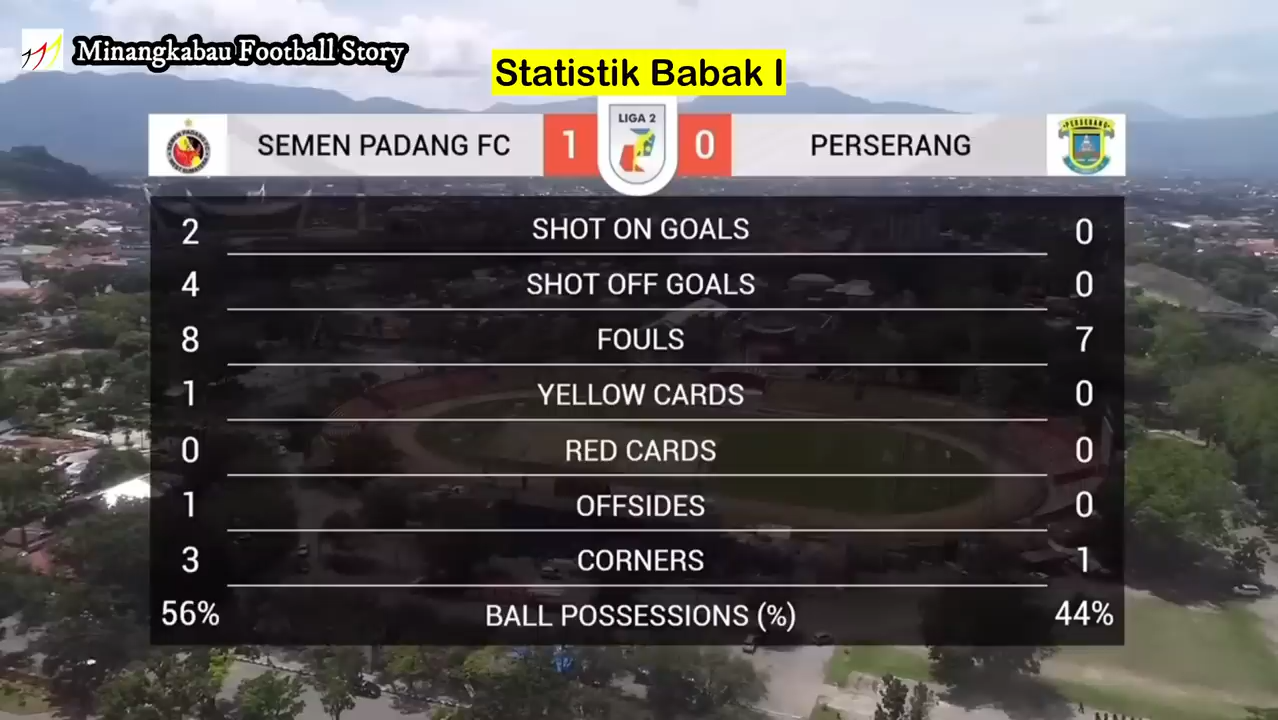 Minangkabau Football Story
Statistik Babak I
LIGA 2
SEMEN PADANG FC 1 0 PERSERANG
PERSERANG
2 SHOT ON GOALS 0
4 SHOT OFF GOALS 0
8 FOULS 7
1 YELLOW CARDS 0
0 RED CARDS 0
1 OFFSIDES 0
3 CORNERS 1
56% BALL POSSESSIONS (%) 44%